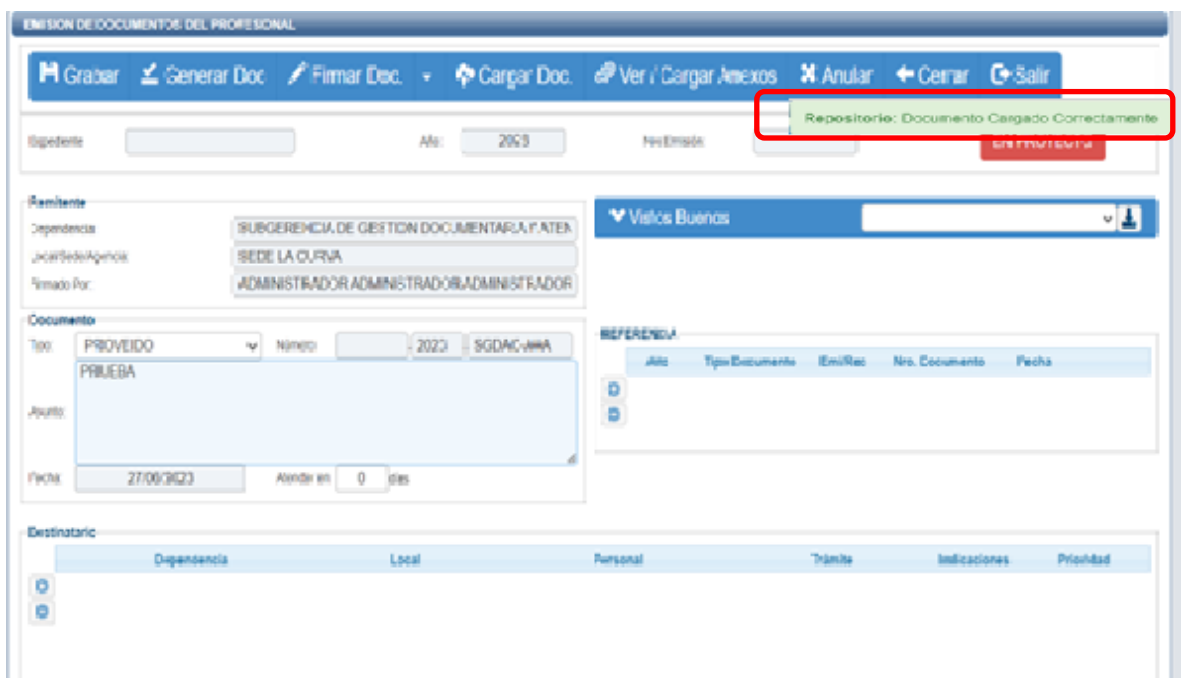 EMISION DE DOCUMENTOS DEL PROFESIONAL
Grabar Generar Doc Firmar Doc. Cargar Doc. Ver / Cargar Anexos Anular Cerrar Salir
Repositorio: Documento Cargado Correctamente
Expediente Año: 2023 Nro Emisión:
EN PROYECTO
Remitente
Dependencia: SUBGERENCIA DE GESTION DOCUMENTARIA Y ATEN
Local/Sede/Agencia: SEDE LA CURVA
Firmado Por: ADMINISTRADOR ADMINISTRADOR ADMINISTRADOR
Vistos Buenos
Documento
Tipo: PROVEIDO Número: - 2023 -
PRUEBA
Asunto:
Fecha: 27/06/2023 Atender en: 0 días
REFERENCIA
Año Tipo Documento Emi/Rec Nro. Documento Fecha
Destinatario
Dependencia Local Personal Trámite Indicaciones Prioridad